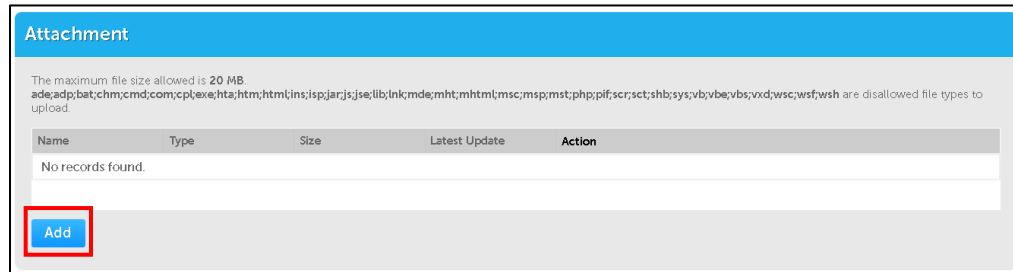 Attachment
The maximum file size allowed is 20 MB.
ade;adp;bat;chm;cmd;com;cpl;exe;hta;htm;html;ins;isp;jar;js;jse;lib;lnk;mde;mht;mhtml;msc;msp;mst;php;pif;scr;sct;shb;sys;vb;vbe;vbs;vxd;wsc;wsf;wsh are disallowed file types to
upload.
Name Type Size Latest Update Action
No records found.
Add